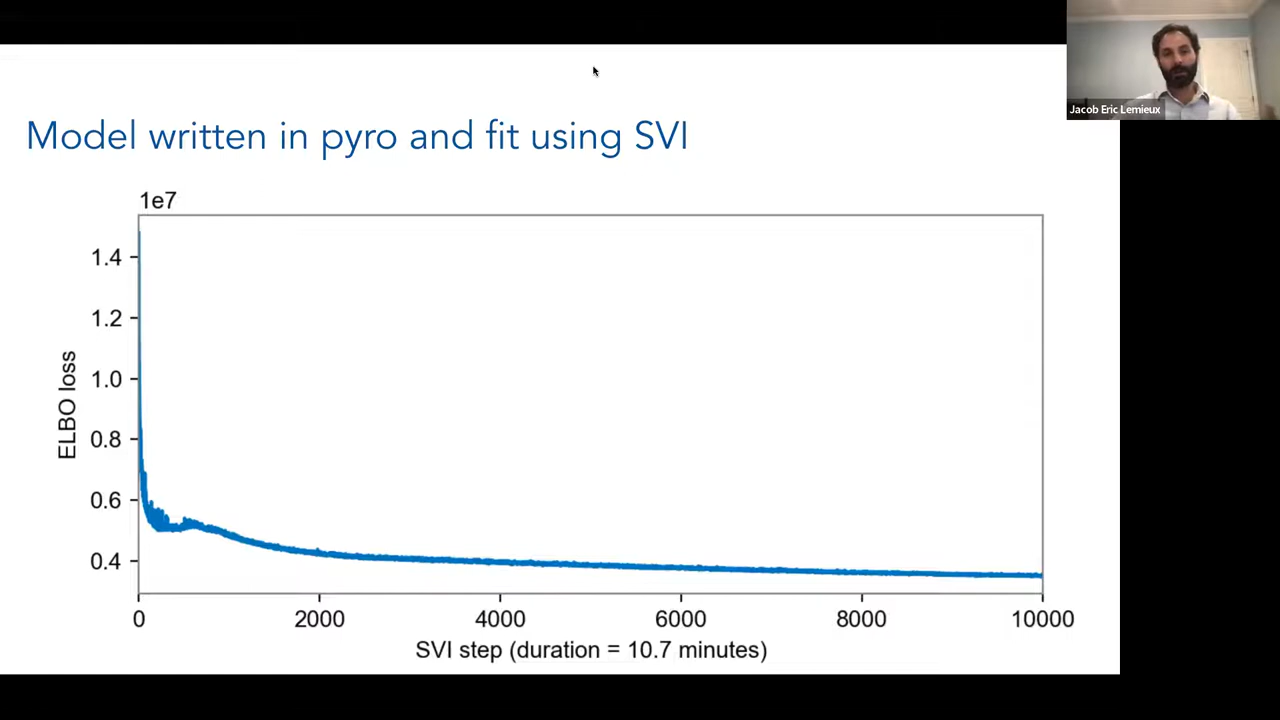 Jacob Eric Lemieux
Model written in pyro and fit using SVI
1e7
1.4
1.2
1.0
0.8
0.6
0.4
ELBO loss
0 2000 4000 6000 8000 10000
SVI step (duration = 10.7 minutes)